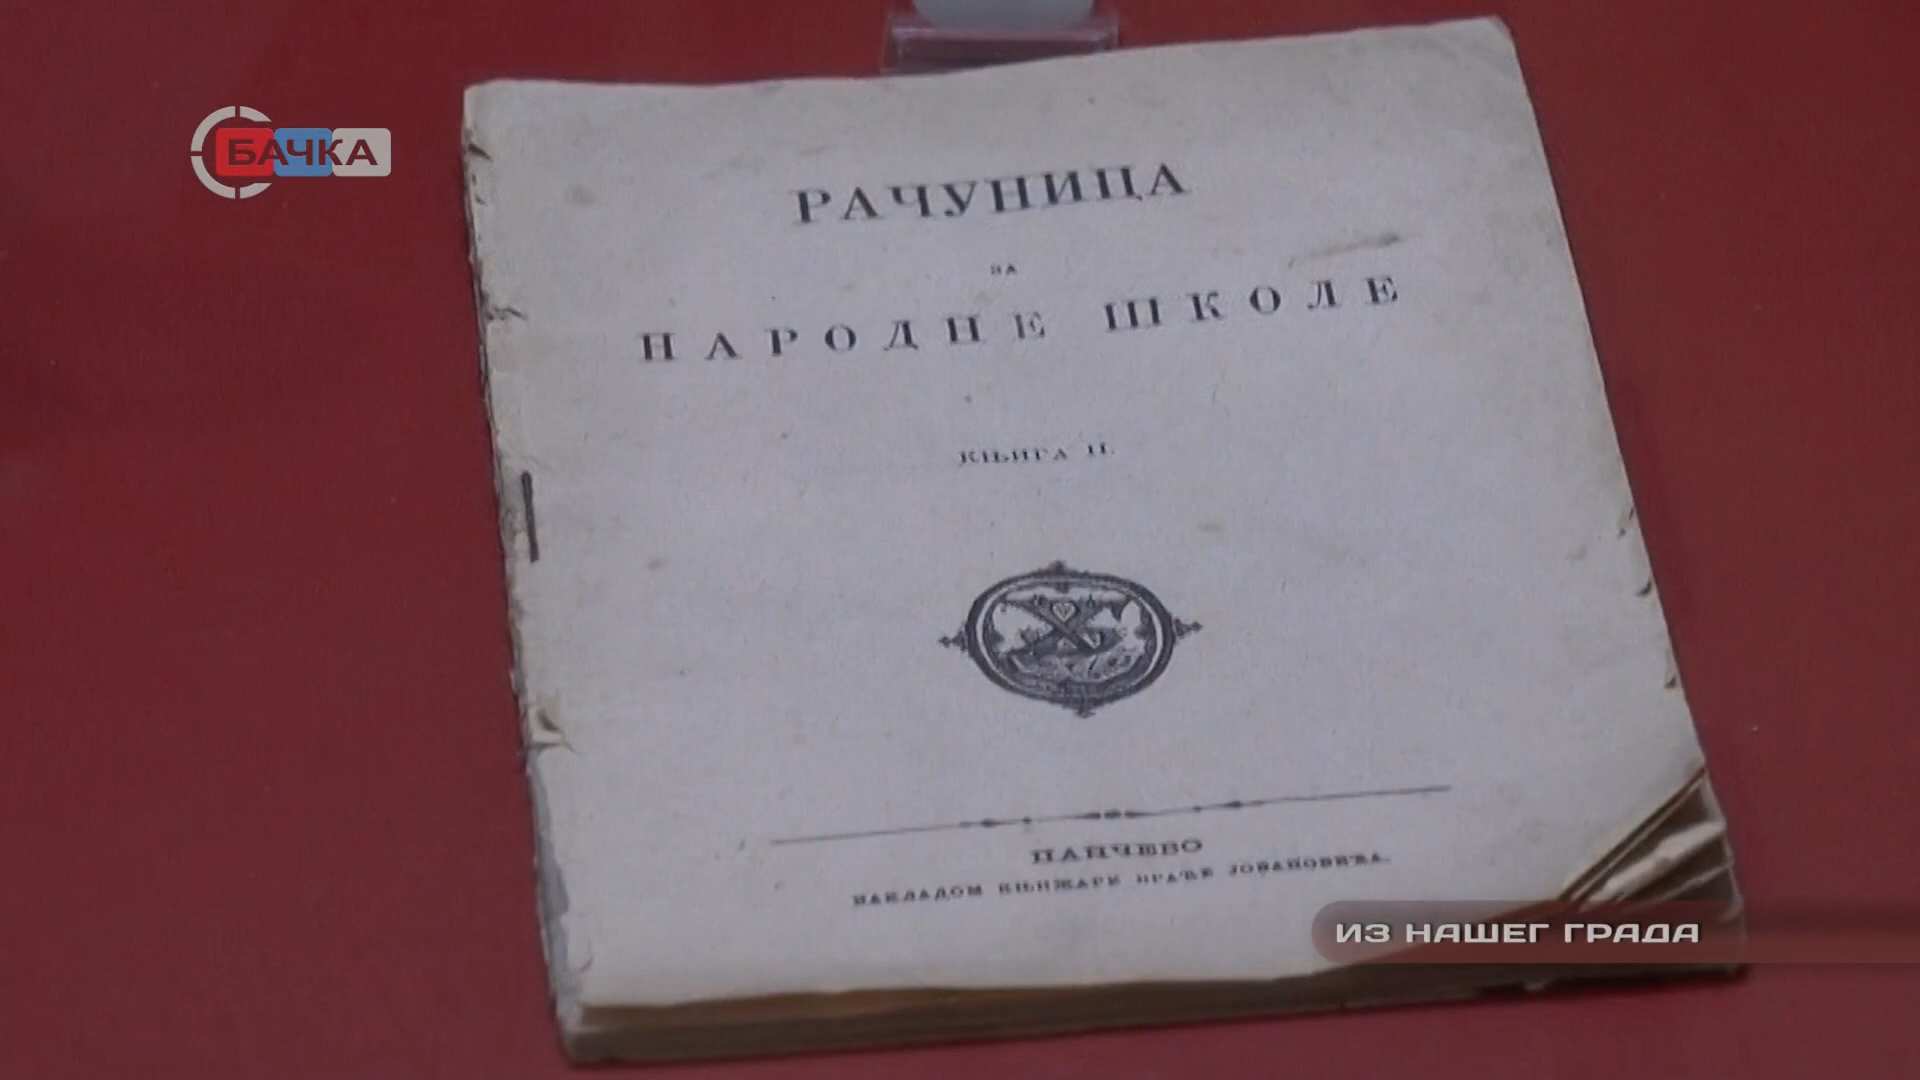 БАЧКА
РАЧУНИЦА
ЗА
НАРОДНЕ ШКОЛЕ
КЊИГА II.
ПАНЧЕВО
НАКЛАДОМ КЊИЖАРЕ БРАЋЕ ЈОВАНОВИЋА.
ИЗ НАШЕГ ГРАДА